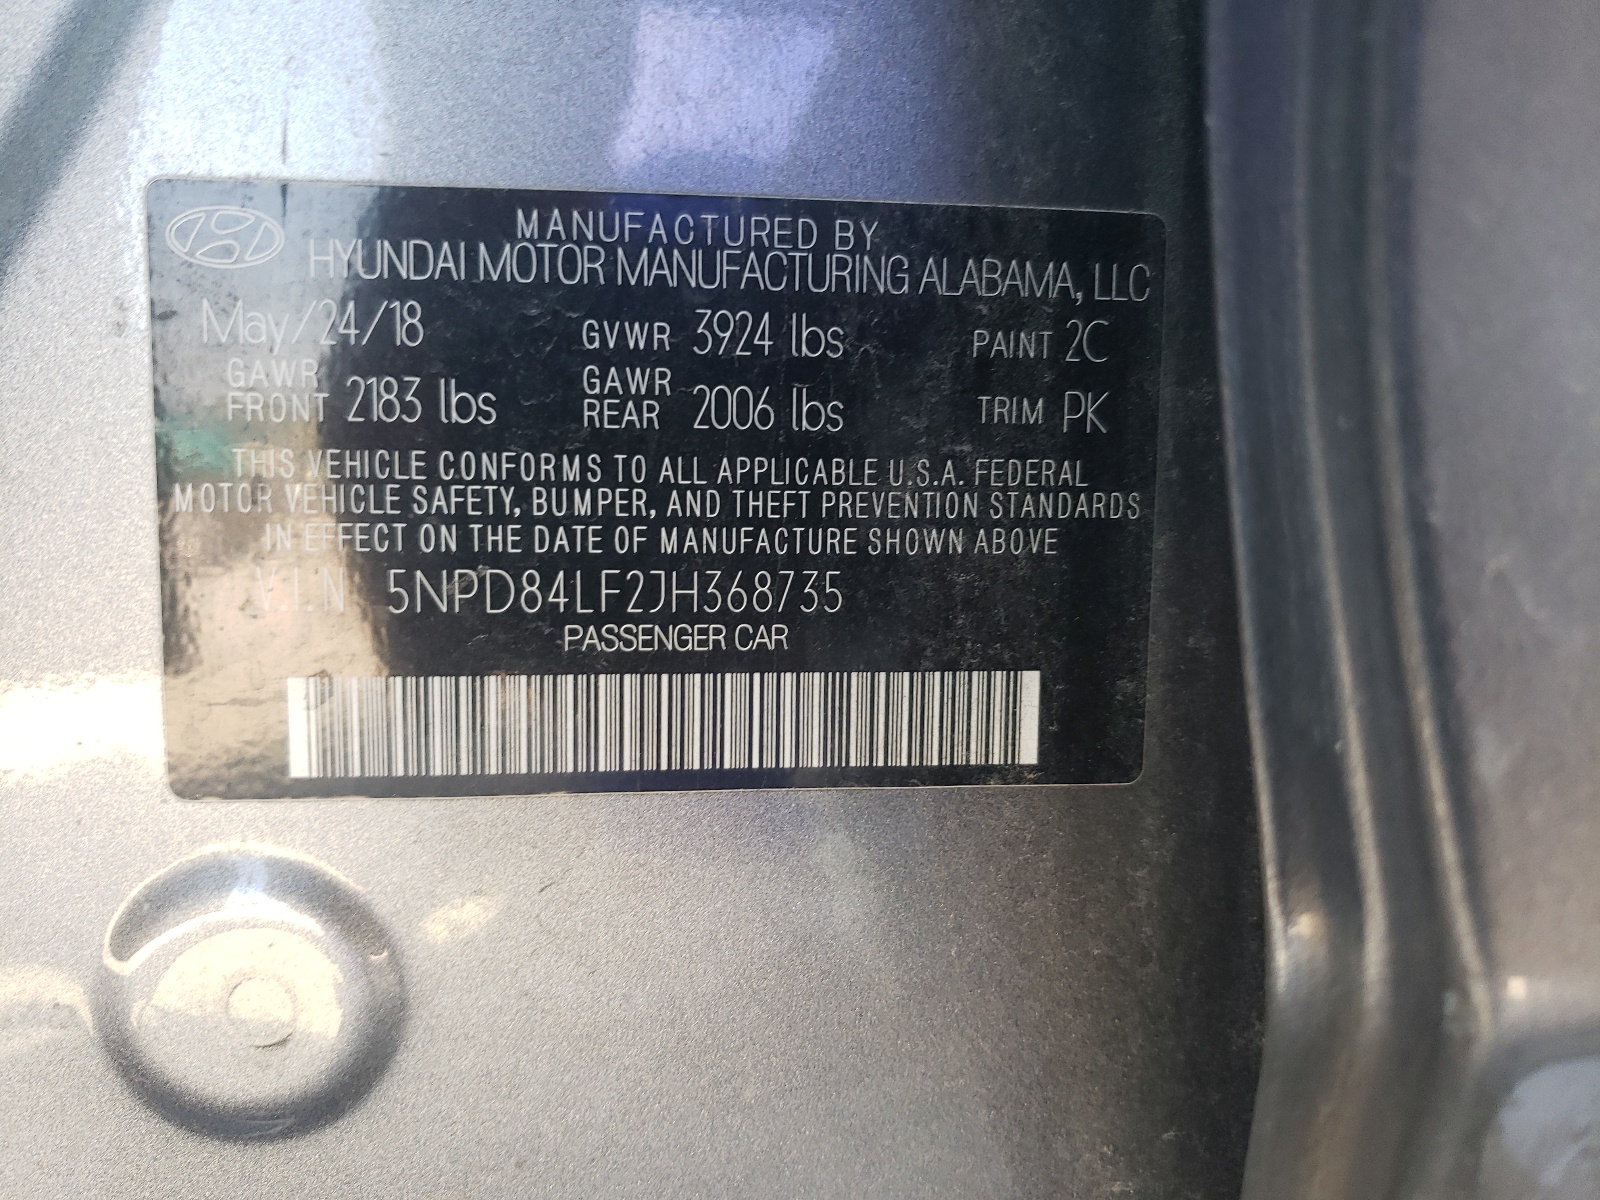 MANUFACTURED BY
HYUNDAI MOTOR MANUFACTURING ALABAMA, LLC
May/24/18 GVWR 3924 lbs PAINT 2C
GAWR FRONT 2183 lbs GAWR REAR 2006 lbs TRIM PK
THIS VEHICLE CONFORMS TO ALL APPLICABLE U.S.A. FEDERAL
MOTOR VEHICLE SAFETY, BUMPER, AND THEFT PREVENTION STANDARDS
IN EFFECT ON THE DATE OF MANUFACTURE SHOWN ABOVE
V.I.N 5NPD84LF2JH368735
PASSENGER CAR